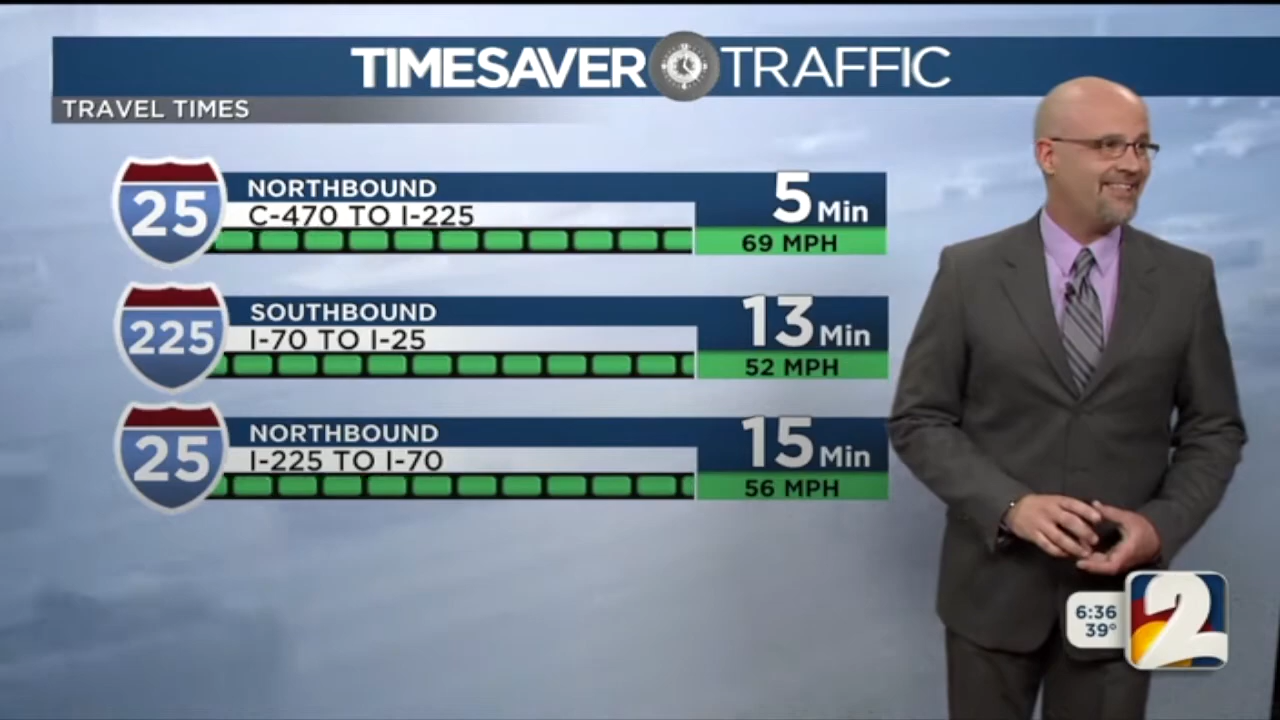 TIMESAVER TRAFFIC
TRAVEL TIMES
25
NORTHBOUND
C-470 TO I-225
5 Min
69 MPH
225
SOUTHBOUND
I-70 TO I-25
13 Min
52 MPH
25
NORTHBOUND
I-225 TO I-70
15 Min
56 MPH
6:36
39°
2